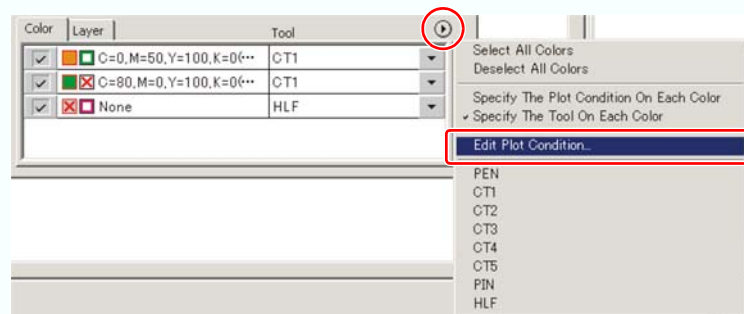 Color Layer Tool
C=0,M=50,Y=100,K=0(··· CT1
C=80,M=0,Y=100,K=0(··· CT1
None HLF
Select All Colors
Deselect All Colors
Specify The Plot Condition On Each Color
Specify The Tool On Each Color
Edit Plot Condition...
PEN
CT1
CT2
CT3
CT4
CT5
PIN
HLF